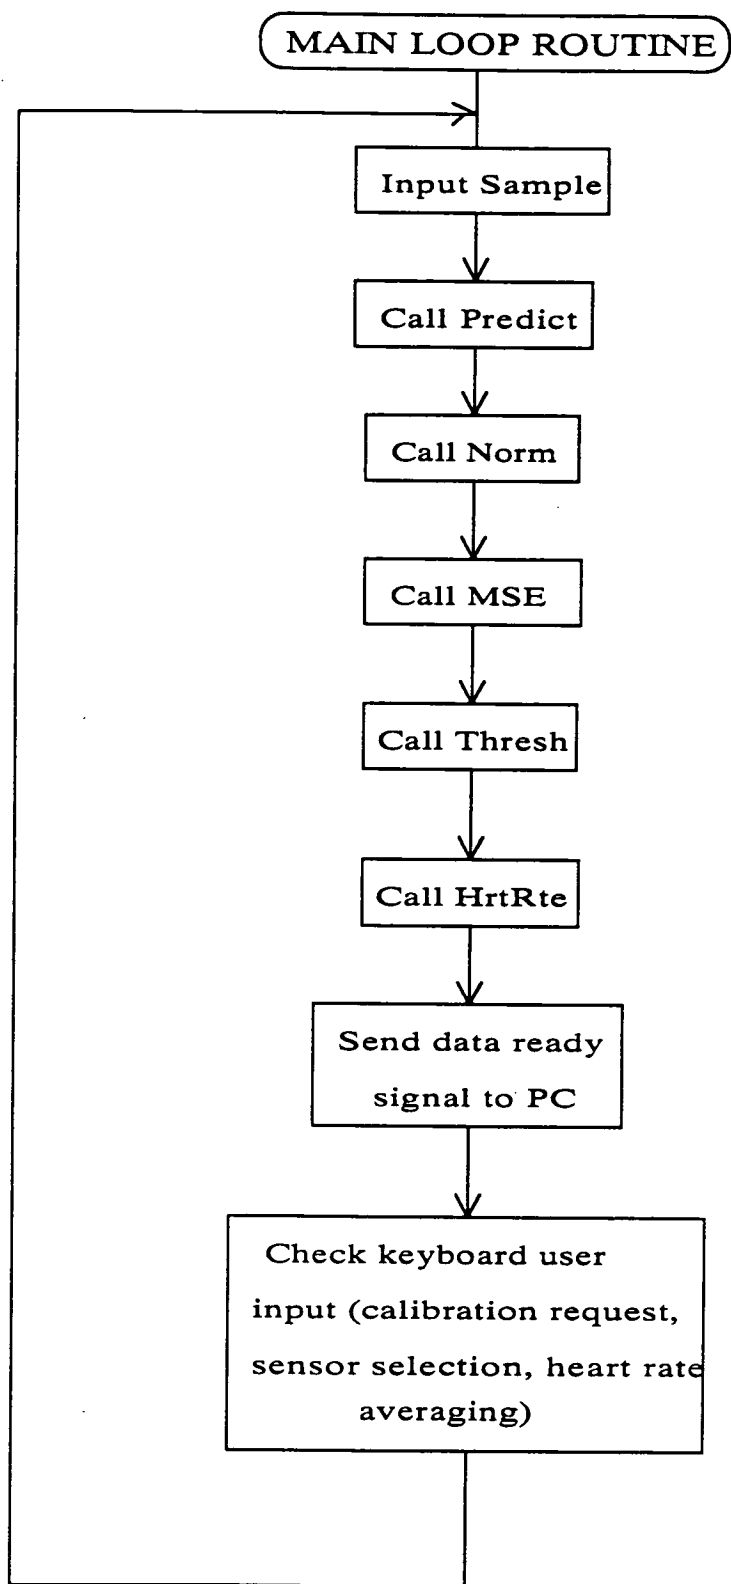 MAIN LOOP ROUTINE
Input Sample
Call Predict
Call Norm
Call MSE
Call Thresh
Call HrtRte
Send data ready
signal to PC
Check keyboard user
input (calibration request,
sensor selection, heart rate
averaging)